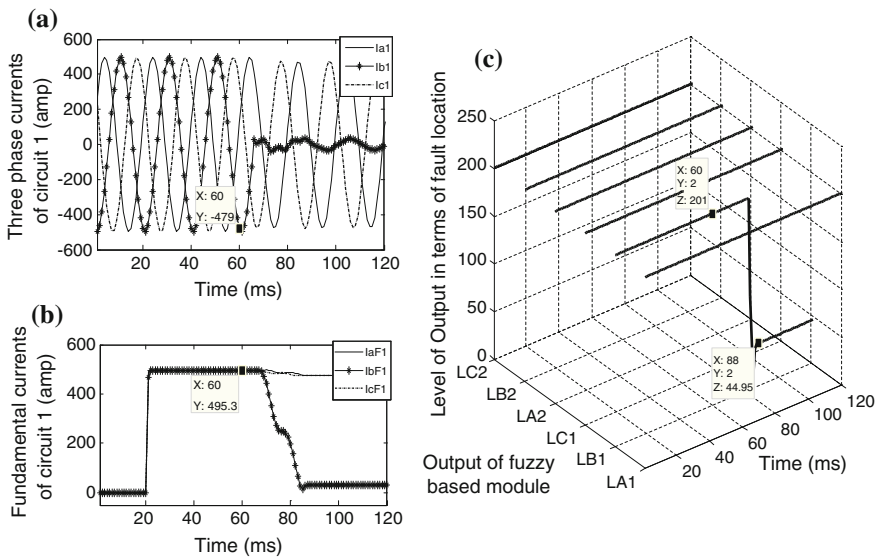 (a)
Three phase currents
of circuit 1 (amp)
600
400
200
0
-200
-400
-600
Ia1
Ib1
Ic1
X: 60
Y: -479
20 40 60 80 100 120
Time (ms)
(b)
Fundamental currents
of circuit 1 (amp)
600
400
200
0
IaF1
IbF1
IcF1
X: 60
Y: 495.3
20 40 60 80 100 120
Time (ms)
(c)
Level of Output in terms of fault location
250
200
150
100
50
0
X: 60
Y: 2
Z: 201
X: 88
Y: 2
Z: 44.95
LC2
LB2
LA2
LC1
LB1
LA1
Output of fuzzy
based module
20
40
60
80
100
120
Time (ms)